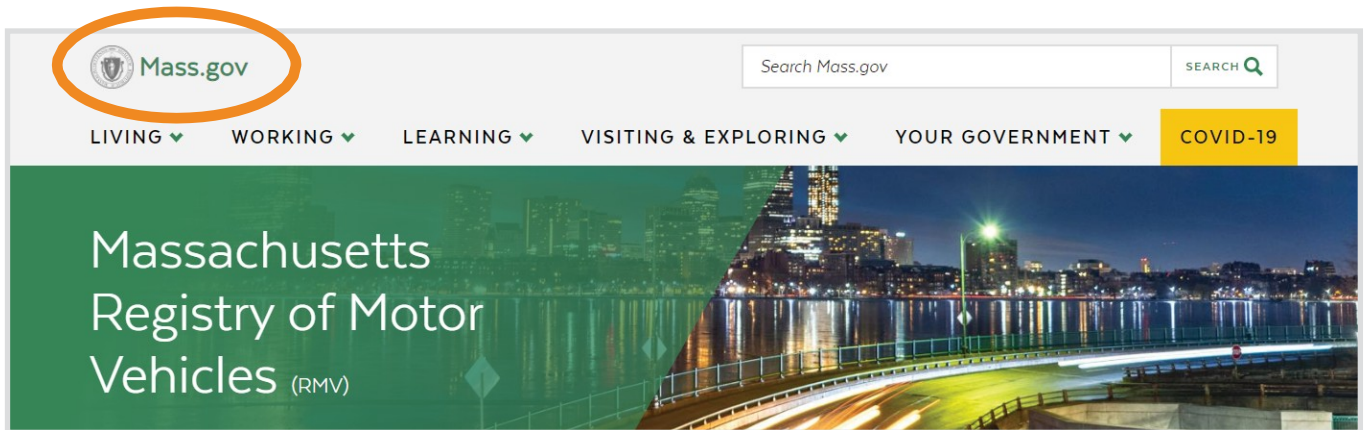 Mass.gov
Search Mass.gov
SEARCH
LIVING WORKING LEARNING VISITING & EXPLORING YOUR GOVERNMENT COVID-19
Massachusetts
Registry of Motor
Vehicles (RMV)